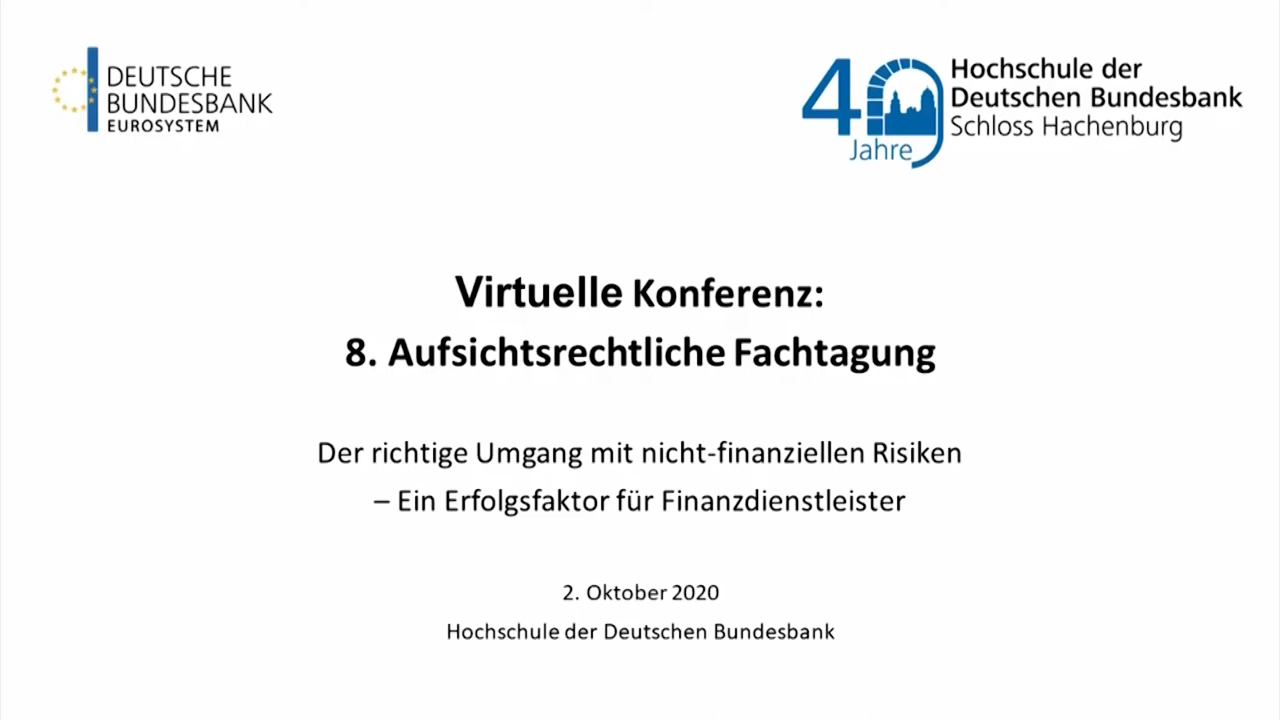 DEUTSCHE
BUNDESBANK
EUROSYSTEM
40
Jahre
Hochschule der
Deutschen Bundesbank
Schloss Hachenburg
Virtuelle Konferenz:
8. Aufsichtsrechtliche Fachtagung
Der richtige Umgang mit nicht-finanziellen Risiken
– Ein Erfolgsfaktor für Finanzdienstleister
2. Oktober 2020
Hochschule der Deutschen Bundesbank